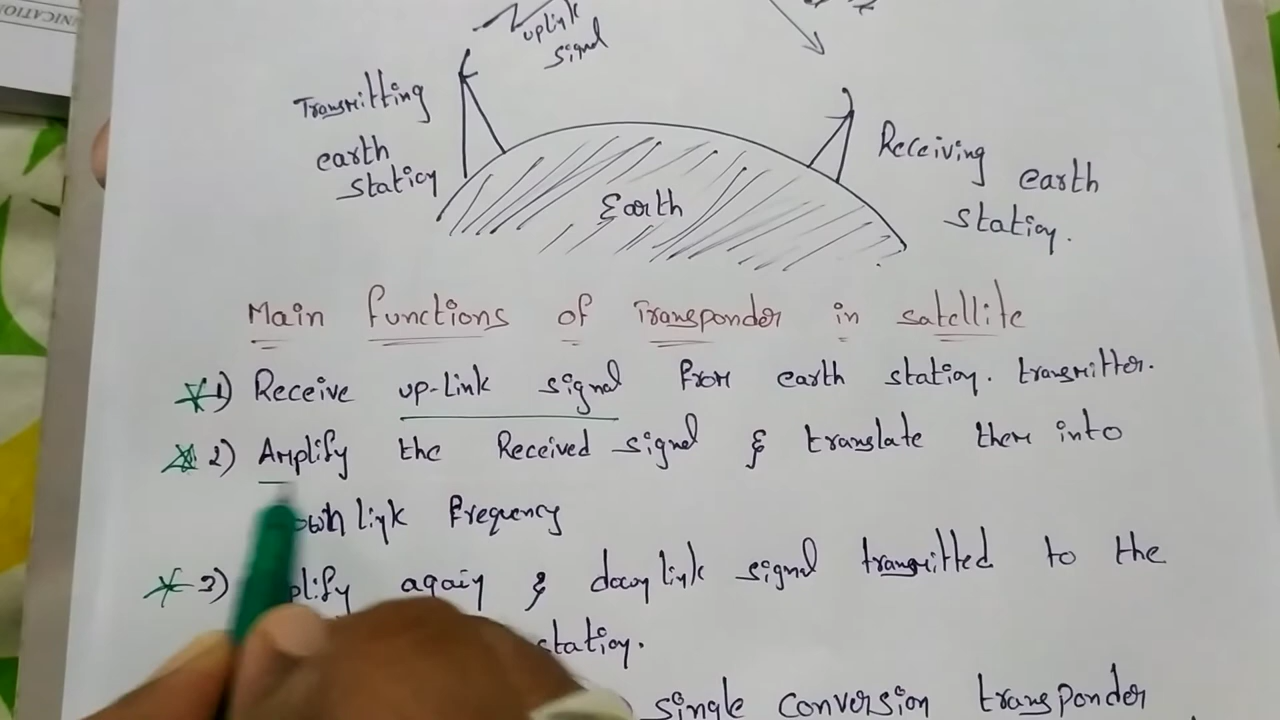 uplink
signal
Transmitting
earth
station
Receiving
earth
station.
Earth
Main functions of Transponder in satellite
1) Receive up-link signal from earth station. transmitter.
2) Amplify the Received signal & translate them into
link frequency
3) again & down link signal transmitted to the
station.
single conversion transponder